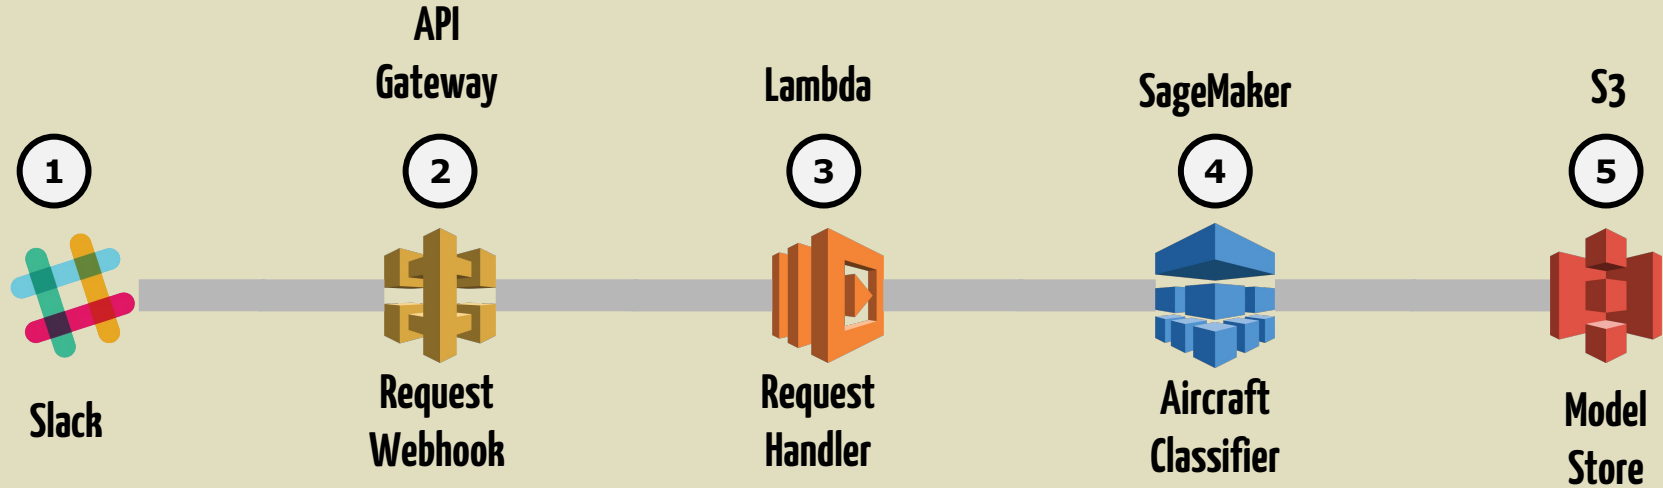 API
Gateway
Lambda
SageMaker
S3
1
2
3
4
5
Slack
Request
Webhook
Request
Handler
Aircraft
Classifier
Model
Store